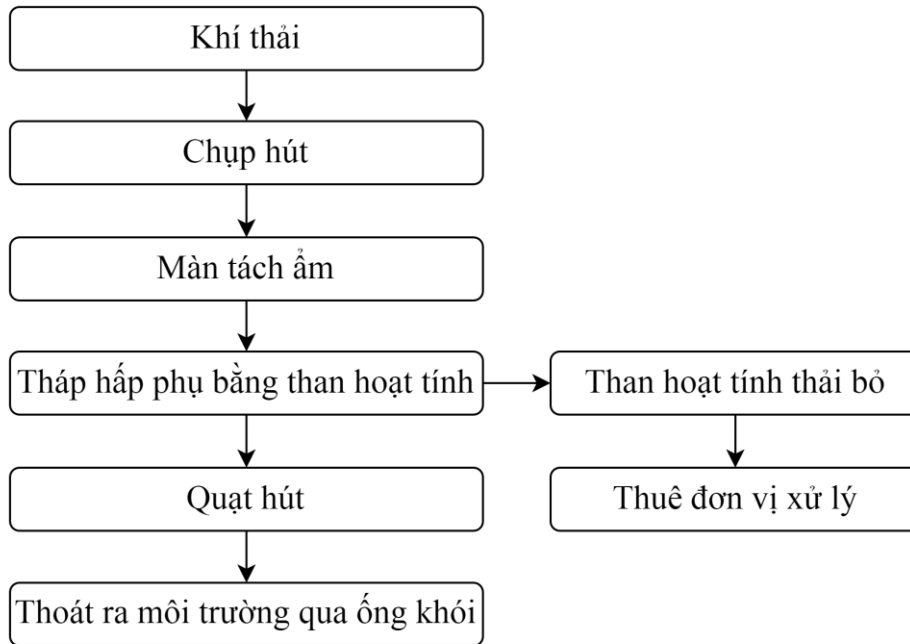 Khí thải
Chụp hút
Màn tách ẩm
Tháp hấp phụ bằng than hoạt tính
Than hoạt tính thải bỏ
Quạt hút
Thuê đơn vị xử lý
Thoát ra môi trường qua ống khói